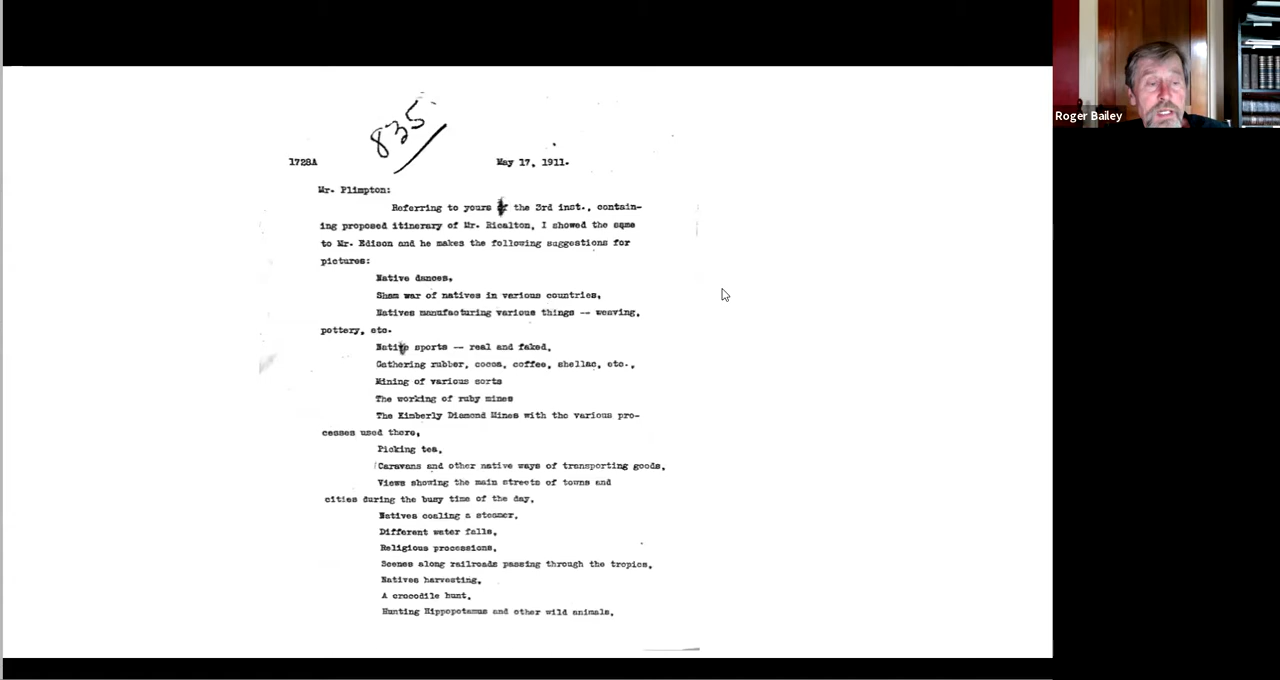 835
1728A May 17, 1911.
Mr. Plimpton:
Referring to yours of the 3rd inst., contain-
ing proposed itinerary of Mr. Ricalton, I showed the same
to Mr. Edison and he makes the following suggestions for
pictures:
Native dances,
Sham war of natives in various countries,
Natives manufacturing various things -- weaving,
pottery, etc.
Native sports -- real and faked,
Gathering rubber, cocoa, coffee, shellac, etc.,
Mining of various sorts
The working of ruby mines
The Kimberly Diamond Mines with the various pro-
cesses used there,
Picking tea,
Caravans and other native ways of transporting goods,
Views showing the main streets of towns and
cities during the busy time of the day,
Natives coaling a steamer,
Different water falls,
Religious processions,
Scenes along railroads passing through the tropics,
Natives harvesting,
A crocodile hunt,
Hunting Hippopotamus and other wild animals,
Roger Bailey